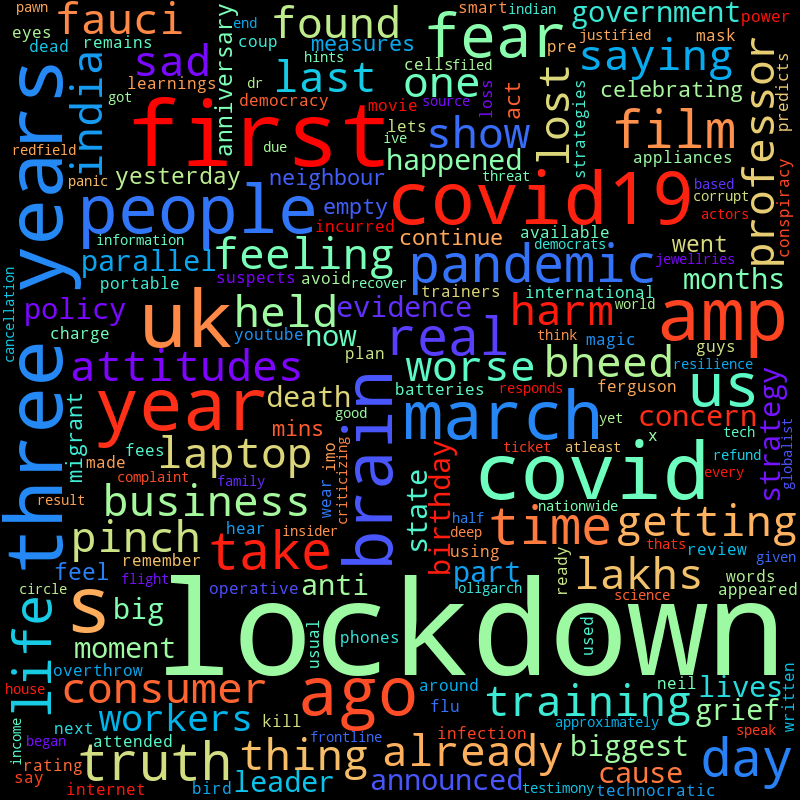 pawn
fauci
eyes
dead
remains
years
india
sad
learnings
got
redfield
panic
anniversary
end
coup
found
measures
hints
dr
democracy
last
due
first
yesterday
neighbour
people
empty
incurred
information
parallel
portable
feeling
suspects
avoid
recover
cells
filed
fear
smart
indian
one
movie
source
loss
act
lets
ive
show
happened
threat
covid19
continue
available
democrats
pandemic
trainers
international
government
justified
mask
power
saying
pre
lost
strategies
celebrating
film
appliances
professor
predicts
conspiracy
based
corrupt
actors
went
jewellries
months
world
cancellation
policy
charge
uk
held
youtube
now
evidence
plan
real
harm
think
magic
amp
guys
attitudes
three
year
death
mins
good
brain
worse
batteries
responds
march
bheed
resilience
ferguson
us
yet
concern
tech
x
strategy
globalist
migrant
made
fees
complaint
result
family
laptop
imo
criticizing
wear
birthday
state
ticket
atleast
covid
refund
every
nationwide
business
pinch
hear
insider
remember
take
half
deep
using
time
getting
thats
review
given
words
appeared
feel
flight
operative
anti
part
oligarch
ready
lakhs
science
circle
life
s
big
moment
lockdown
usual
phones
used
overthrow
house
consumer
ago
around
flu
training
neil
lives
grief
written
income
next
began
workers
attended
kill
frontline
infection
approximately
speak
rating
say
truth
thing
already
biggest
day
internet
bird
leader
announced
testimony
cause
technocratic